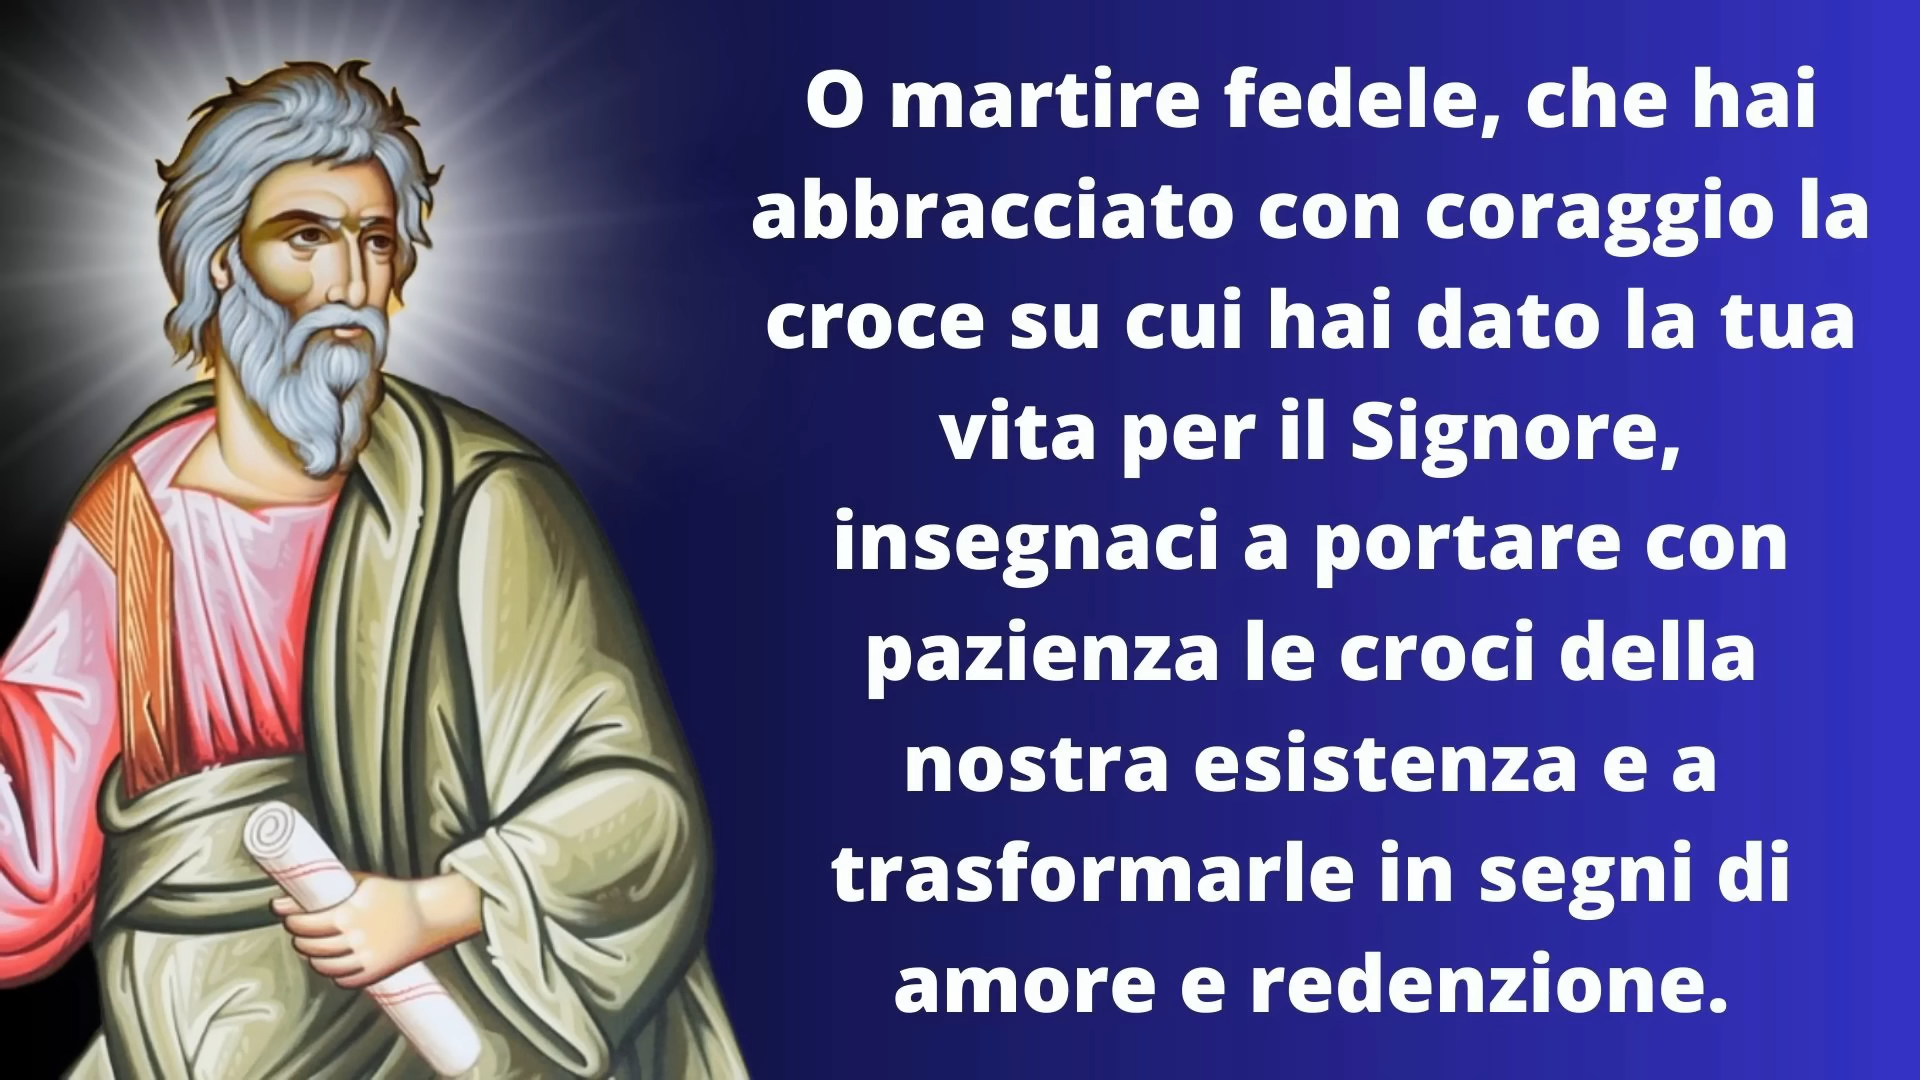 O martire fedele, che hai
abbracciato con coraggio la
croce su cui hai dato la tua
vita per il Signore,
insegnaci a portare con
pazienza le croci della
nostra esistenza e a
trasformarle in segni di
amore e redenzione.